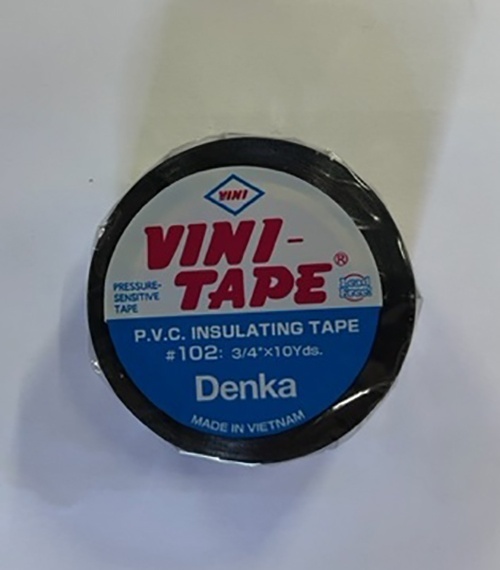 VINI
VINI-
TAPE®
PRESSURE-
SENSITIVE
TAPE
P.V.C. INSULATING TAPE
#102: 3/4"×10Yds.
Denka
MADE IN VIETNAM